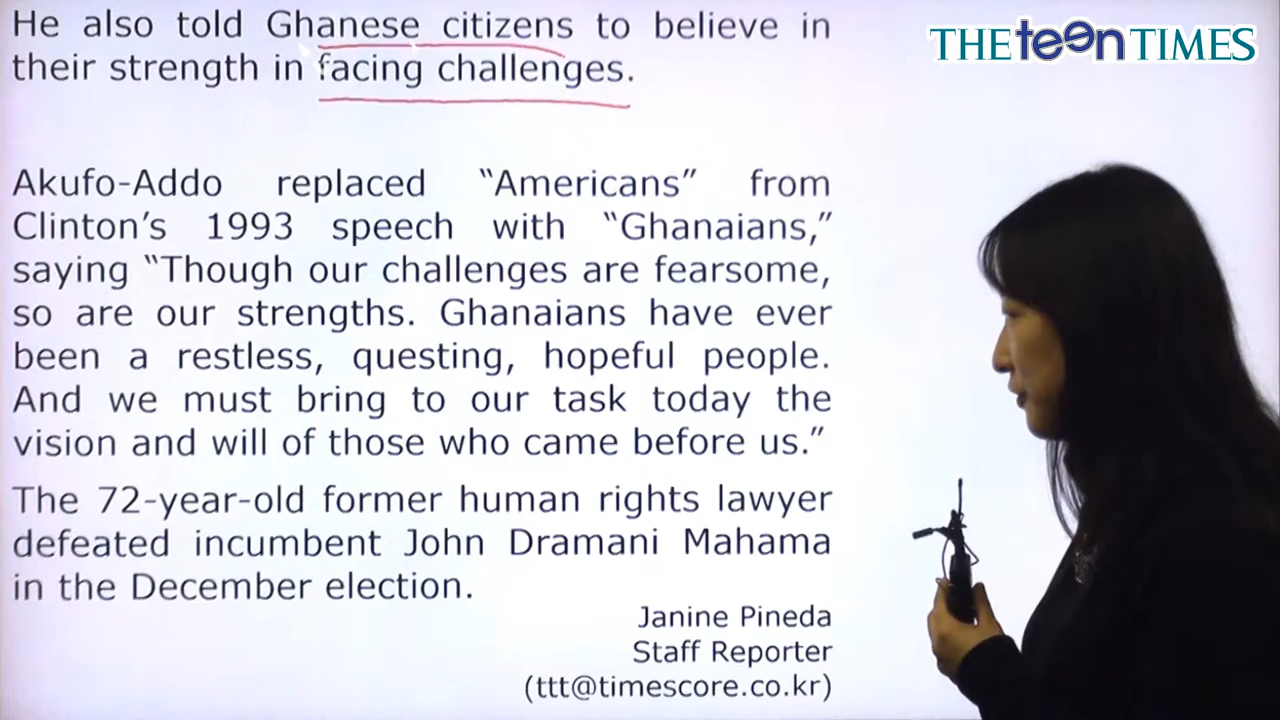 He also told Ghanese citizens to believe in
their strength in facing challenges.
THE teen TIMES
Akufo-Addo replaced “Americans” from
Clinton’s 1993 speech with “Ghanaians,”
saying “Though our challenges are fearsome,
so are our strengths. Ghanaians have ever
been a restless, questing, hopeful people.
And we must bring to our task today the
vision and will of those who came before us.”
The 72-year-old former human rights lawyer
defeated incumbent John Dramani Mahama
in the December election.
Janine Pineda
Staff Reporter
(ttt@timescore.co.kr)